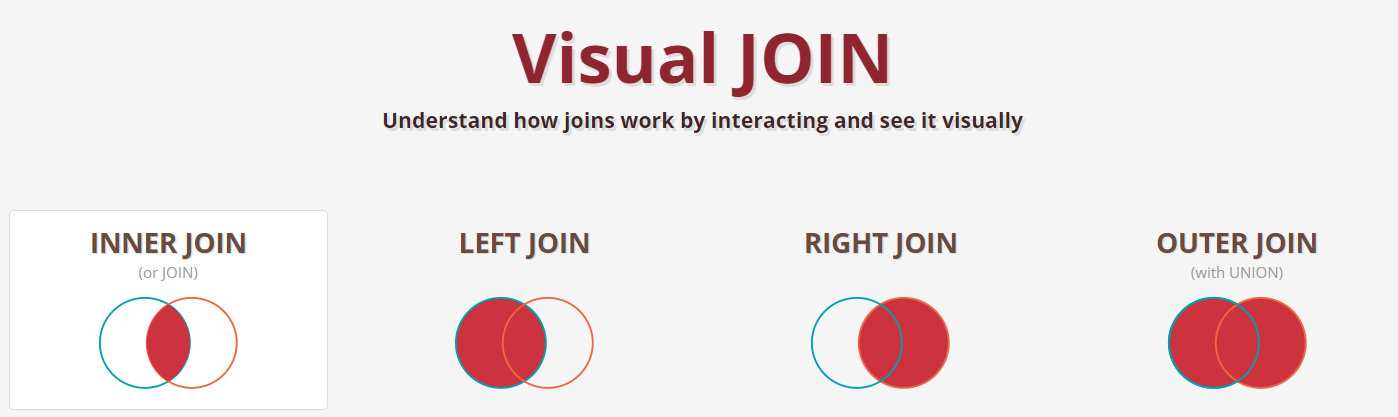 Visual JOIN
Understand how joins work by interacting and see it visually
INNER JOIN
(or JOIN)
LEFT JOIN
RIGHT JOIN
OUTER JOIN
(with UNION)